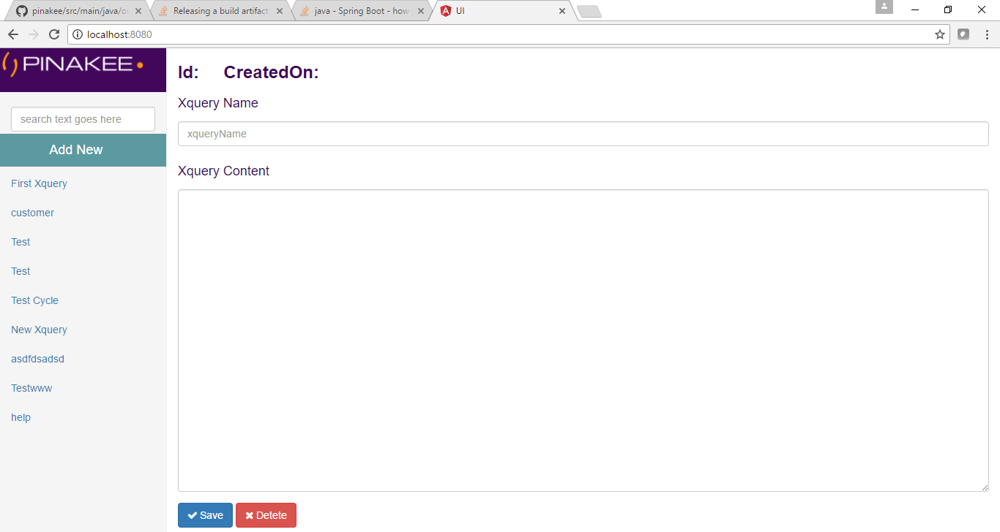 pinakee/src/main/java/o
Releasing a build artifact
java - Spring Boot - how
UI
localhost:8080
PINAKEE
search text goes here
Add New
First Xquery
customer
Test
Test
Test Cycle
New Xquery
asdfdsadsd
Testwww
help
Id: CreatedOn:
Xquery Name
xqueryName
Xquery Content
Save Detete